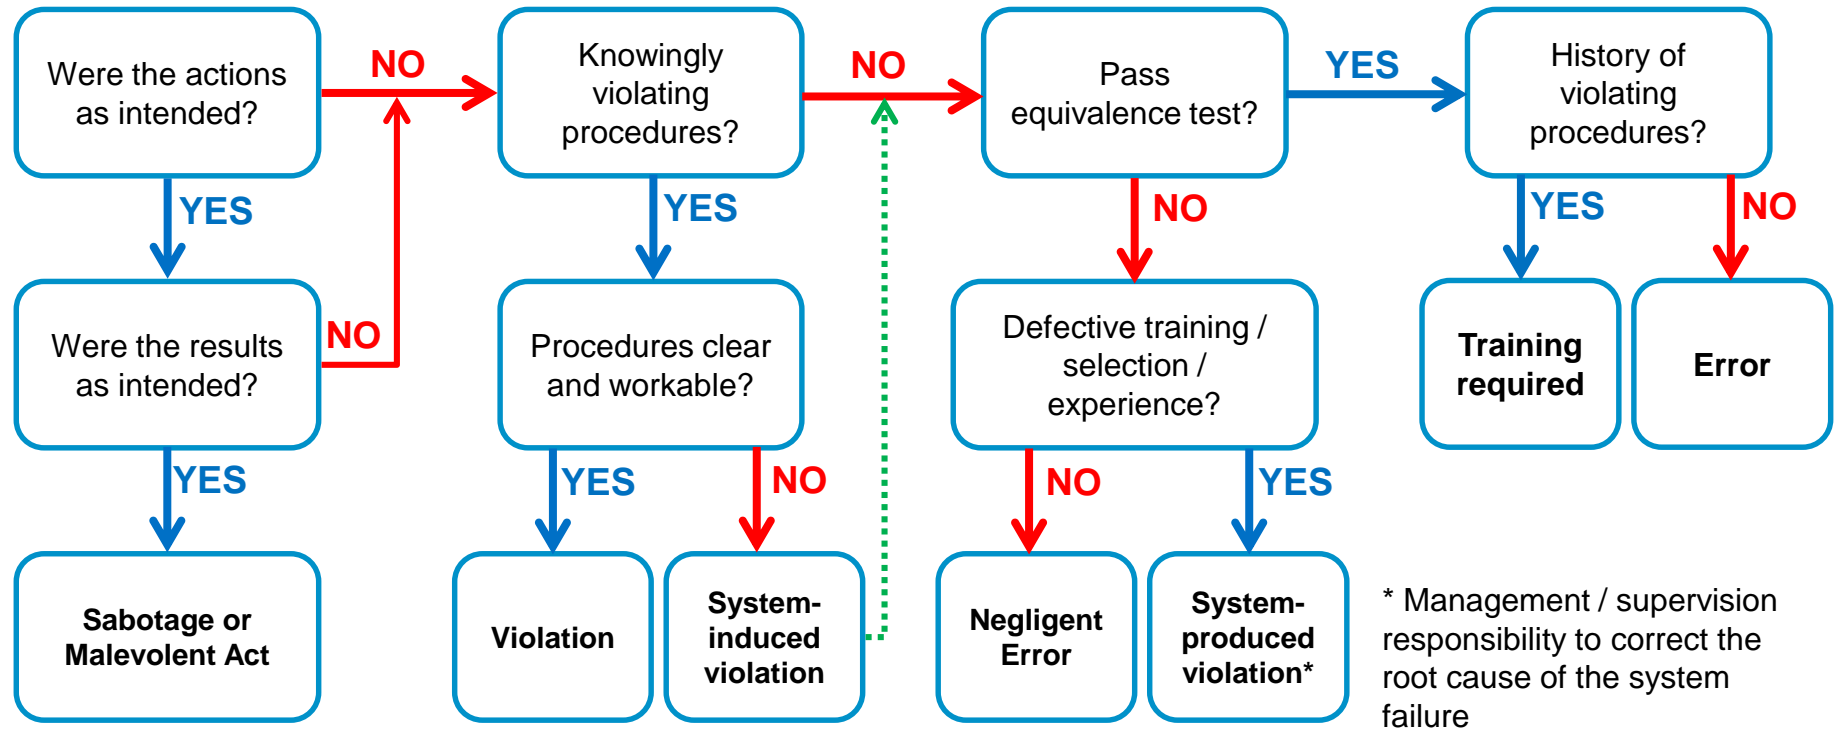 Were the actions
as intended?
NO
Knowingly
violating
procedures?
NO
Pass
equivalence test?
YES
History of
violating
procedures?
YES
YES
NO
YES
NO
Were the results
as intended?
NO
Procedures clear
and workable?
Defective training /
selection /
experience?
Training
required
Error
YES
YES
NO
NO
YES
Sabotage or
Malevolent Act
Violation
System-
induced
violation
Negligent
Error
System-
produced
violation*
* Management / supervision
responsibility to correct the
root cause of the system
failure